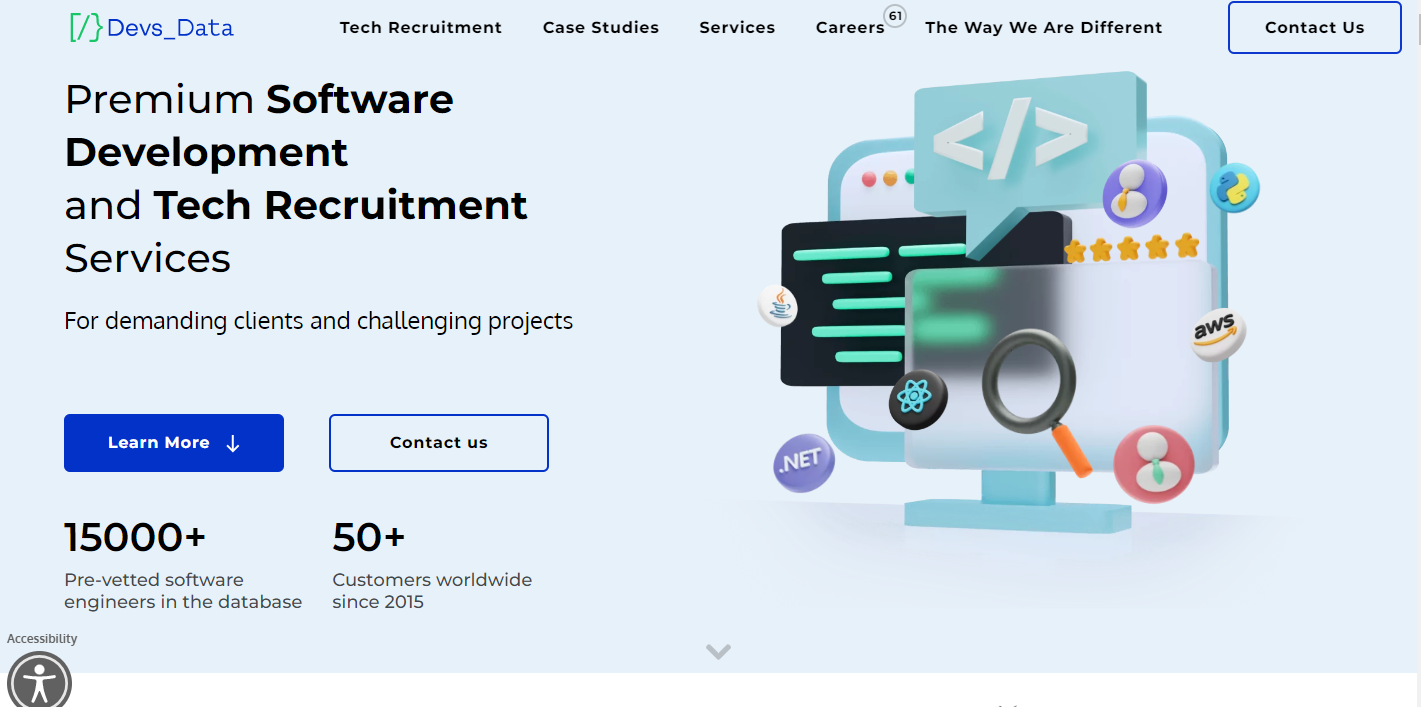 [/}Devs_Data
Tech Recruitment
Case Studies
Services
Careers
61
The Way We Are Different
Contact Us
Premium Software
Development
and Tech Recruitment
Services
For demanding clients and challenging projects
Learn More ↓
Contact us
15000+
Pre-vetted software
engineers in the database
50+
Customers worldwide
since 2015
</>
aws
.NET
Accessibility